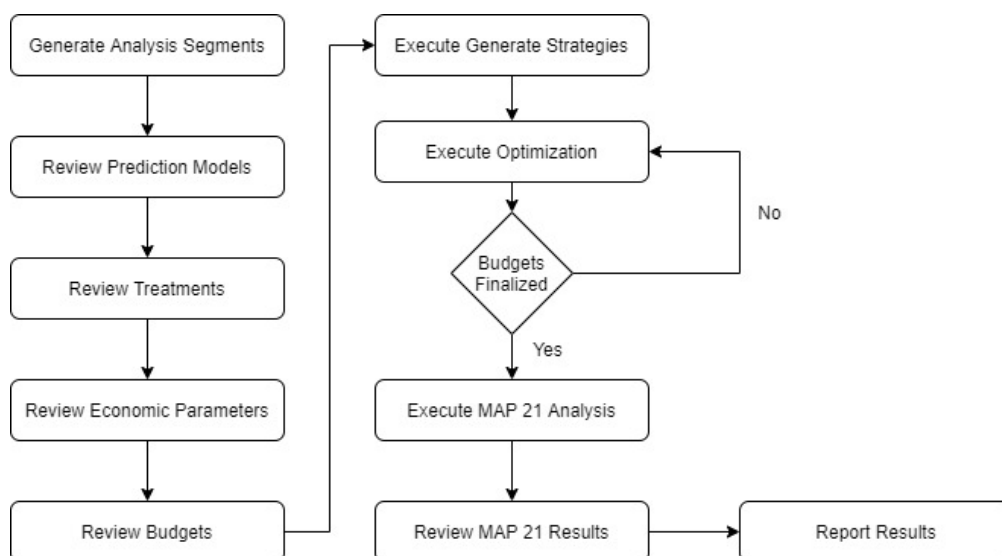 Generate Analysis Segments
Review Prediction Models
Review Treatments
Review Economic Parameters
Review Budgets
Execute Generate Strategies
Execute Optimization
Budgets
Finalized
No
Yes
Execute MAP 21 Analysis
Review MAP 21 Results
Report Results